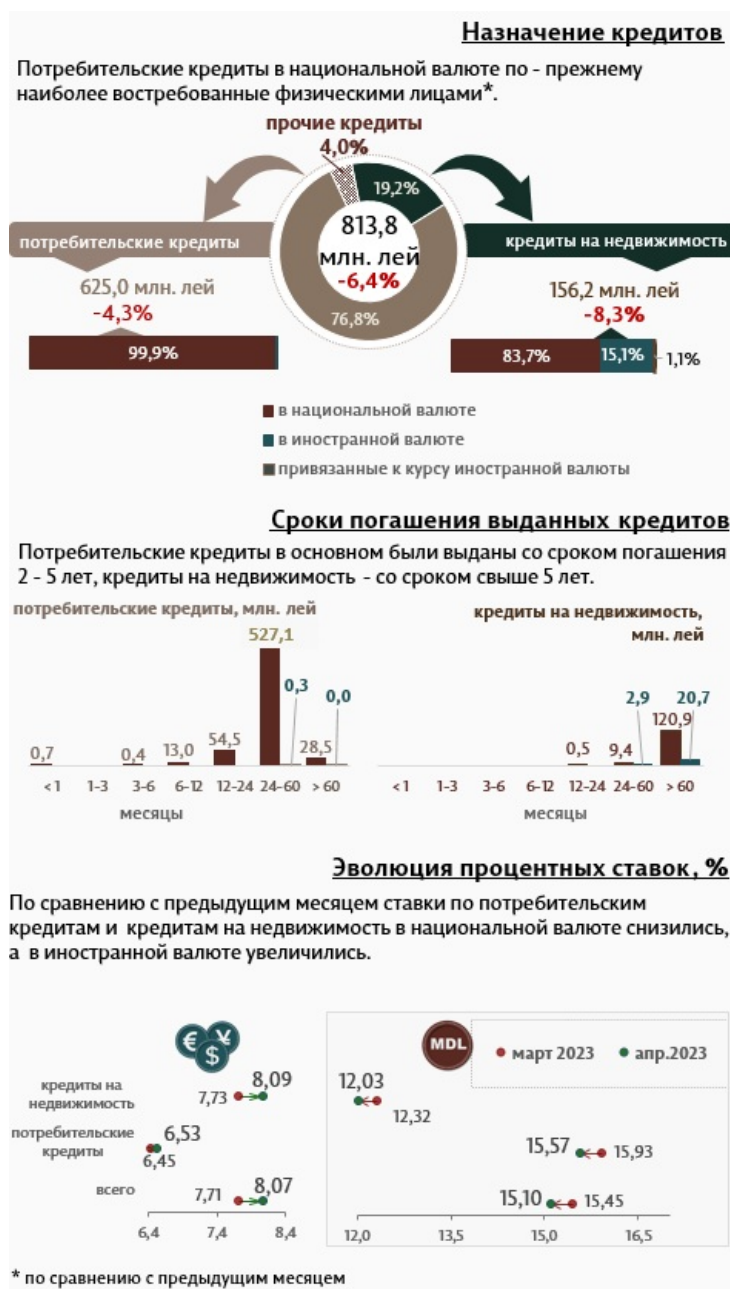 Назначение кредитов
Потребительские кредиты в национальной валюте по - прежнему
наиболее востребованные физическими лицами*.
прочие кредиты
4,0%
19,2%
813,8
млн. лей
-6,4%
76,8%
потребительские кредиты
625,0 млн. лей
-4,3%
99,9%
кредиты на недвижимость
156,2 млн. лей
-8,3%
83,7% 15,1% 1,1%
в национальной валюте
в иностранной валюте
привязанные к курсу иностранной валюты
Сроки погашения выданных кредитов
Потребительские кредиты в основном были выданы со сроком погашения
2 - 5 лет, кредиты на недвижимость - со сроком свыше 5 лет.
потребительские кредиты, млн. лей
527,1
0,3
0,0
0,7 0,4 13,0 54,5 28,5
<1 1-3 3-6 6-12 12-24 24-60 >60
месяцы
кредиты на недвижимость,
млн. лей
2,9 20,7
120,9
0,5 9,4
<1 1-3 3-6 6-12 12-24 24-60 >60
месяцы
Эволюция процентных ставок, %
По сравнению с предыдущим месяцем ставки по потребительским
кредитам и кредитам на недвижимость в национальной валюте снизились,
а в иностранной валюте увеличились.
€ ¥ $
кредиты на
недвижимость
7,73 8,09
потребительские
кредиты
6,53
6,45
всего
7,71 8,07
6,4 7,4 8,4
MDL
март 2023 апр.2023
12,03
12,32
15,57 15,93
15,10 15,45
12,0 13,5 15,0 16,5
* по сравнению с предыдущим месяцем